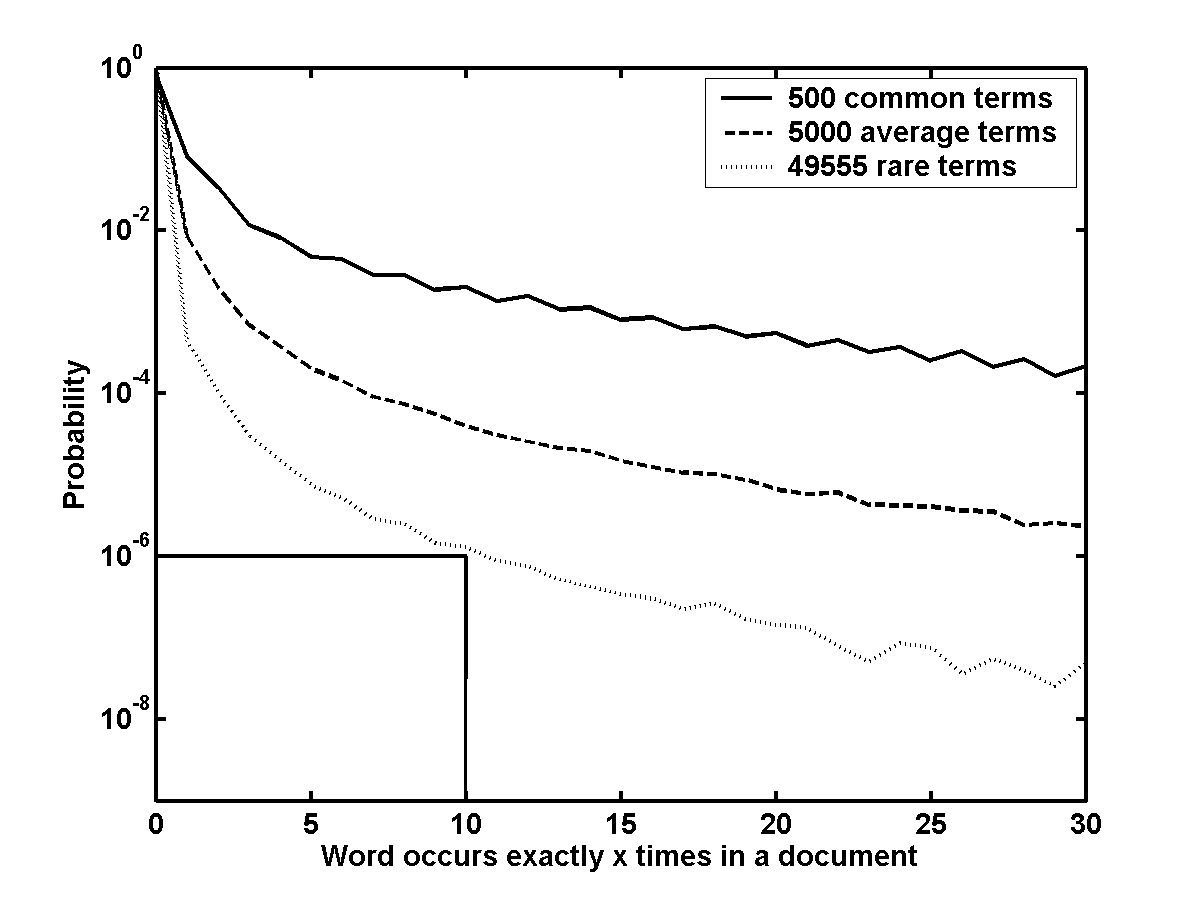 10^0
10^-2
10^-4
10^-6
10^-8
Probability
500 common terms
5000 average terms
49555 rare terms
0 5 10 15 20 25 30
Word occurs exactly x times in a document